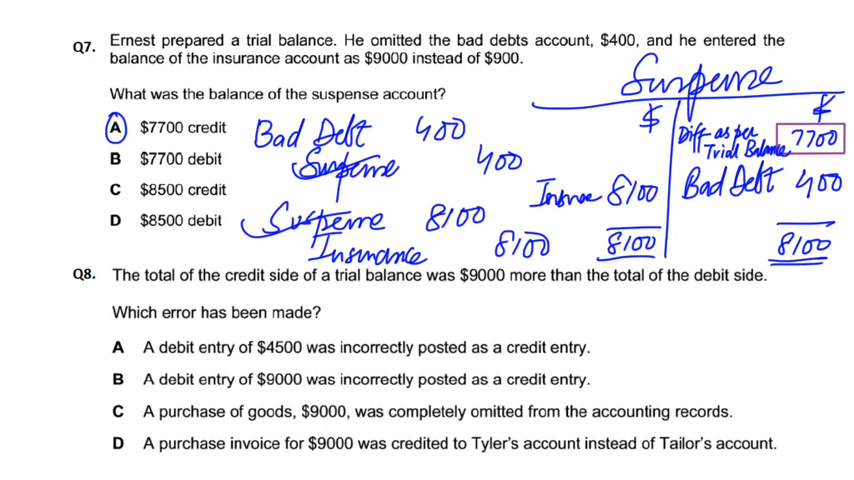 Q7. Ernest prepared a trial balance. He omitted the bad debts account, $400, and he entered the
balance of the insurance account as $9000 instead of $900.
Suspense
What was the balance of the suspense account?
$ $
A $7700 credit
B $7700 debit
C $8500 credit
D $8500 debit
Bad Debt 400
Suspense 400
Suspense 8100
Insurance 8100
Diff as per
Trial Balance 7700
8100 Bad Debt 400
8100 8100
Q8. The total of the credit side of a trial balance was $9000 more than the total of the debit side.
Which error has been made?
A A debit entry of $4500 was incorrectly posted as a credit entry.
B A debit entry of $9000 was incorrectly posted as a credit entry.
C A purchase of goods, $9000, was completely omitted from the accounting records.
D A purchase invoice for $9000 was credited to Tyler's account instead of Tailor's account.